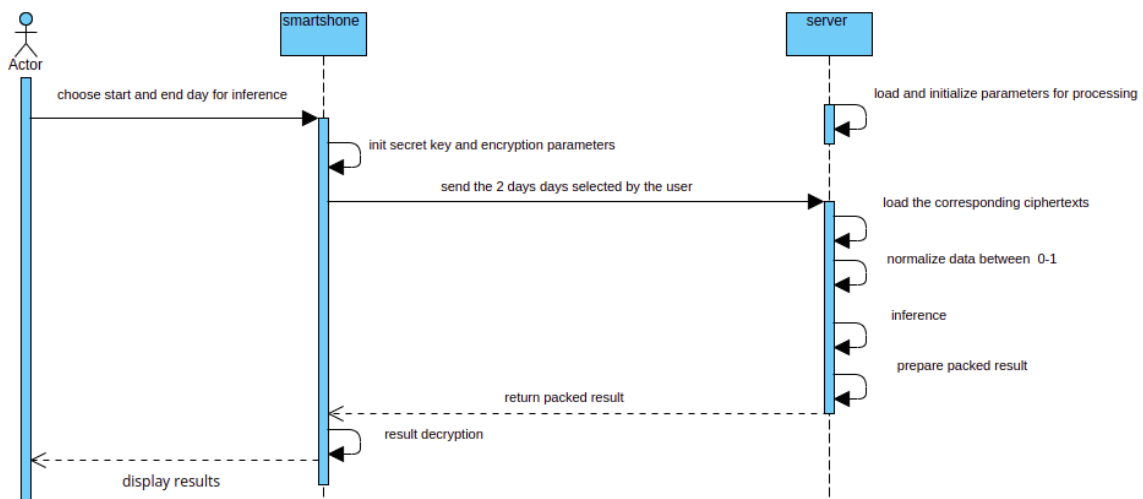 smartshone
server
Actor
choose start and end day for inference
load and initialize parameters for processing
init secret key and encryption parameters
send the 2 days days selected by the user
load the corresponding ciphertexts
normalize data between 0-1
inference
prepare packed result
return packed result
result decryption
display results